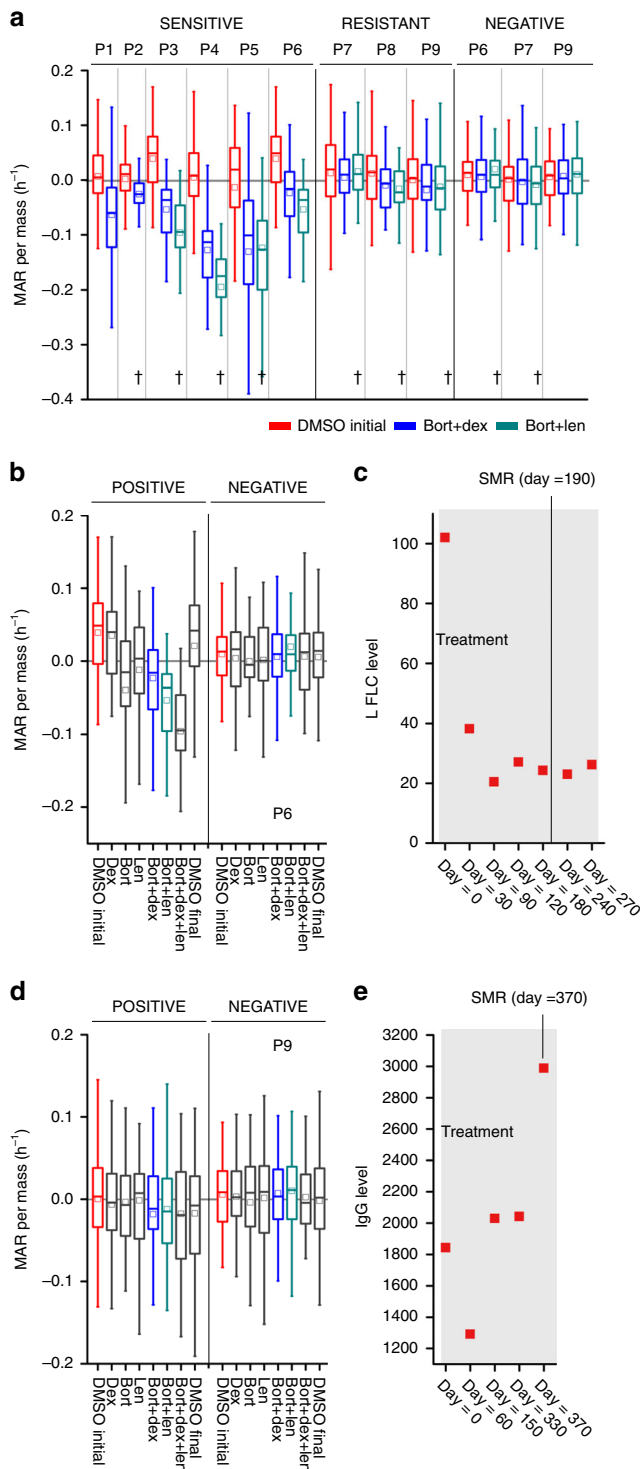 a
SENSITIVE RESISTANT NEGATIVE
P1 P2 P3 P4 P5 P6 P7 P8 P9 P6 P7 P9
MAR per mass (h⁻¹)
0.2
0.1
0.0
−0.1
−0.2
−0.3
−0.4
† † † † † † † † †
DMSO initial Bort+dex Bort+len
b
POSITIVE NEGATIVE
MAR per mass (h⁻¹)
0.2
0.1
0.0
−0.1
−0.2
P6
DMSO initial
Dex
Bort
Len
Bort+dex
Bort+len
Bort+dex+len
DMSO final
DMSO initial
Dex
Bort
Len
Bort+dex
Bort+len
Bort+dex+len
DMSO final
c
SMR (day =190)
L FLC level
100
80
60
40
20
0
Treatment
Day = 0
Day = 30
Day = 90
Day = 120
Day = 180
Day = 240
Day = 270
d
POSITIVE NEGATIVE
P9
MAR per mass (h⁻¹)
0.2
0.1
0.0
−0.1
−0.2
DMSO initial
Dex
Bort
Len
Bort+dex
Bort+len
Bort+dex+len
DMSO final
DMSO initial
Dex
Bort
Len
Bort+dex
Bort+len
Bort+dex+len
DMSO final
e
SMR (day =370)
IgG level
3200
3000
2800
2600
2400
2200
2000
1800
1600
1400
1200
Treatment
Day = 0
Day = 60
Day = 150
Day = 330
Day = 370